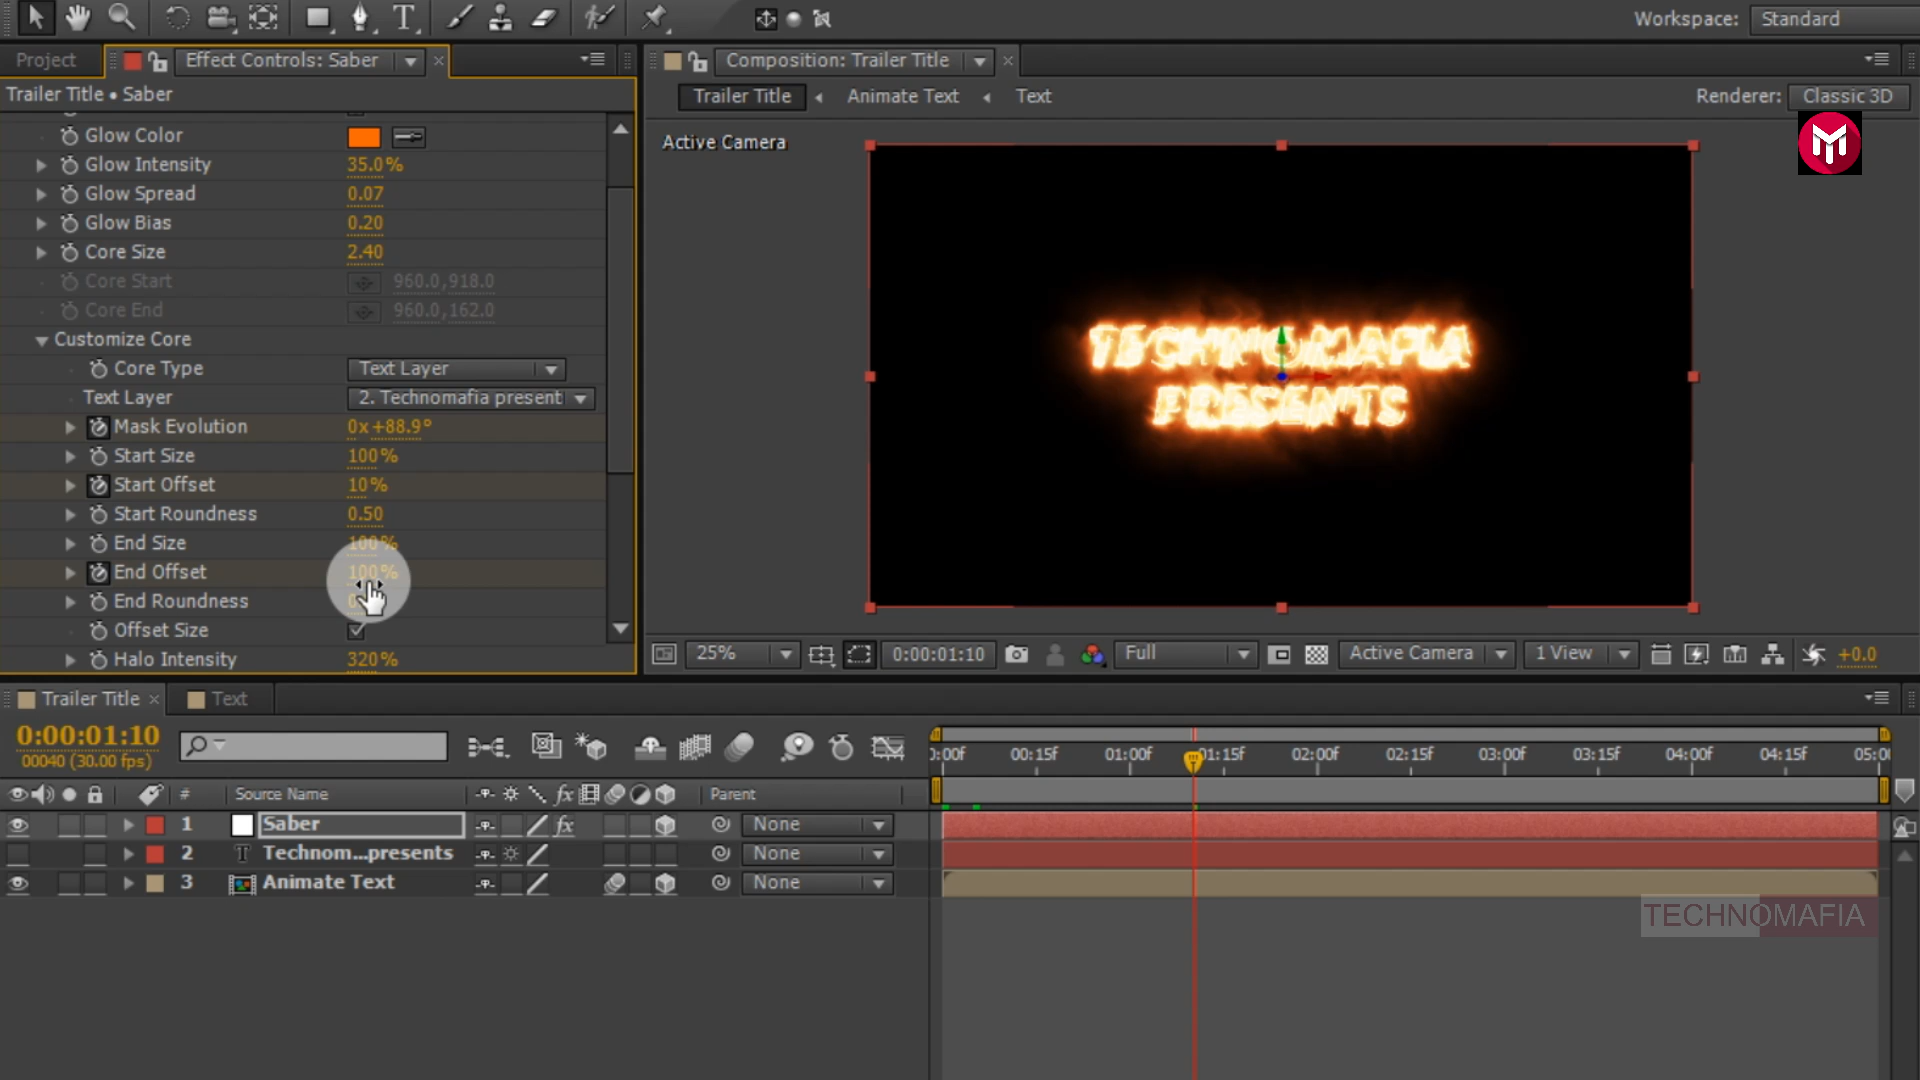 Workspace: Standard
Project
Effect Controls: Saber
Composition: Trailer Title
Trailer Title • Saber
Trailer Title
Animate Text
Text
Renderer: Classic 3D
Active Camera
Glow Color
Glow Intensity 35.0%
Glow Spread 0.07
Glow Bias 0.20
Core Size 2.40
Core Start 960.0,918.0
Core End 960.0,162.0
Customize Core
Core Type Text Layer
Text Layer 2. Technomafia present
Mask Evolution 0x+88.9°
Start Size 100%
Start Offset 10%
Start Roundness 0.50
End Size 100%
End Offset 100%
End Roundness
Offset Size
Halo Intensity 320%
TECHNOMAFIA
PRESENTS
25% 0:00:01:10 Full Active Camera 1 View +0.0
Trailer Title
Text
0:00:01:10
00040 (30.00 fps)
:00f 00:15f 01:00f 01:15f 02:00f 02:15f 03:00f 03:15f 04:00f 04:15f 05:0
# Source Name fx Parent
1 Saber fx None
2 T Technom...presents None
3 Animate Text None
TECHNOMAFIA